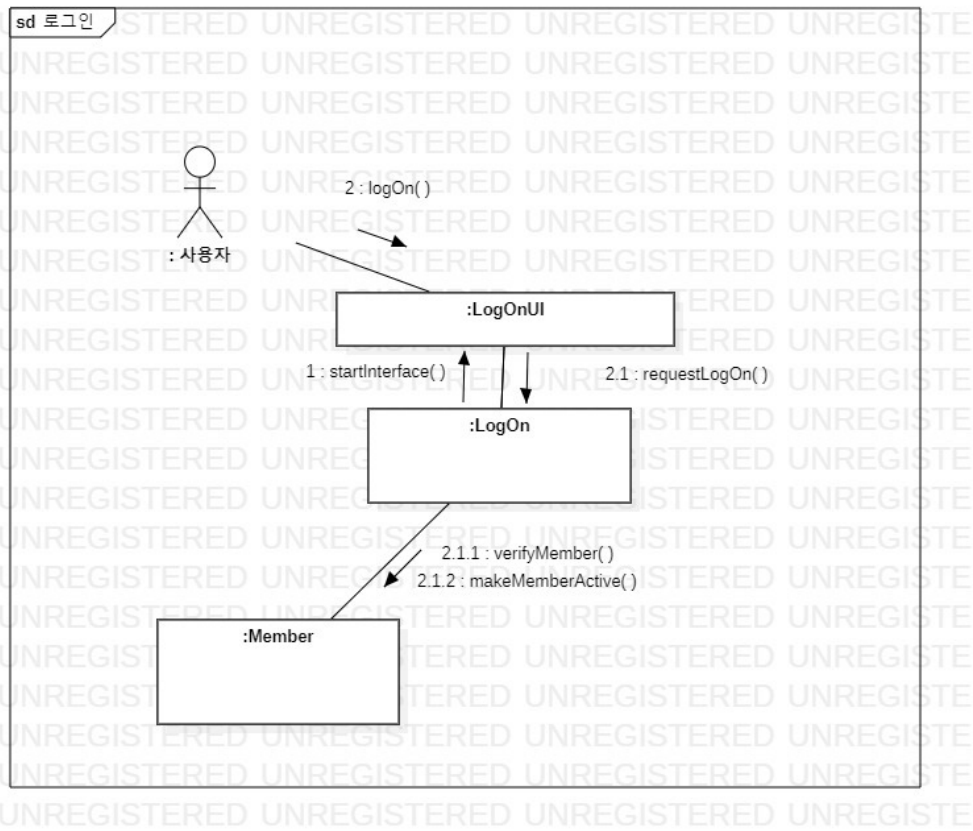 sd 로그인
2 : logOn( )
: 사용자
:LogOnUI
1 : startInterface( )
2.1 : requestLogOn( )
:LogOn
2.1.1 : verifyMember( )
2.1.2 : makeMemberActive( )
:Member
UNREGISTERED